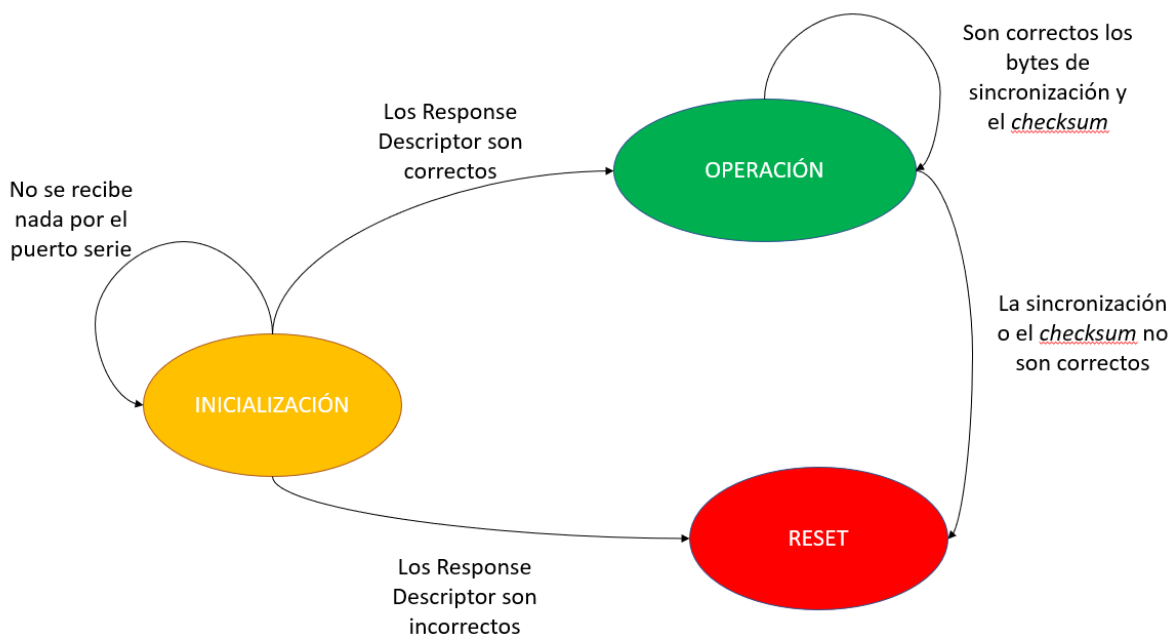 Son correctos los
bytes de
sincronización y
el checksum
Los Response
Descriptor son
correctos
OPERACIÓN
No se recibe
nada por el
puerto serie
La sincronización
o el checksum no
son correctos
INICIALIZACIÓN
RESET
Los Response
Descriptor son
incorrectos